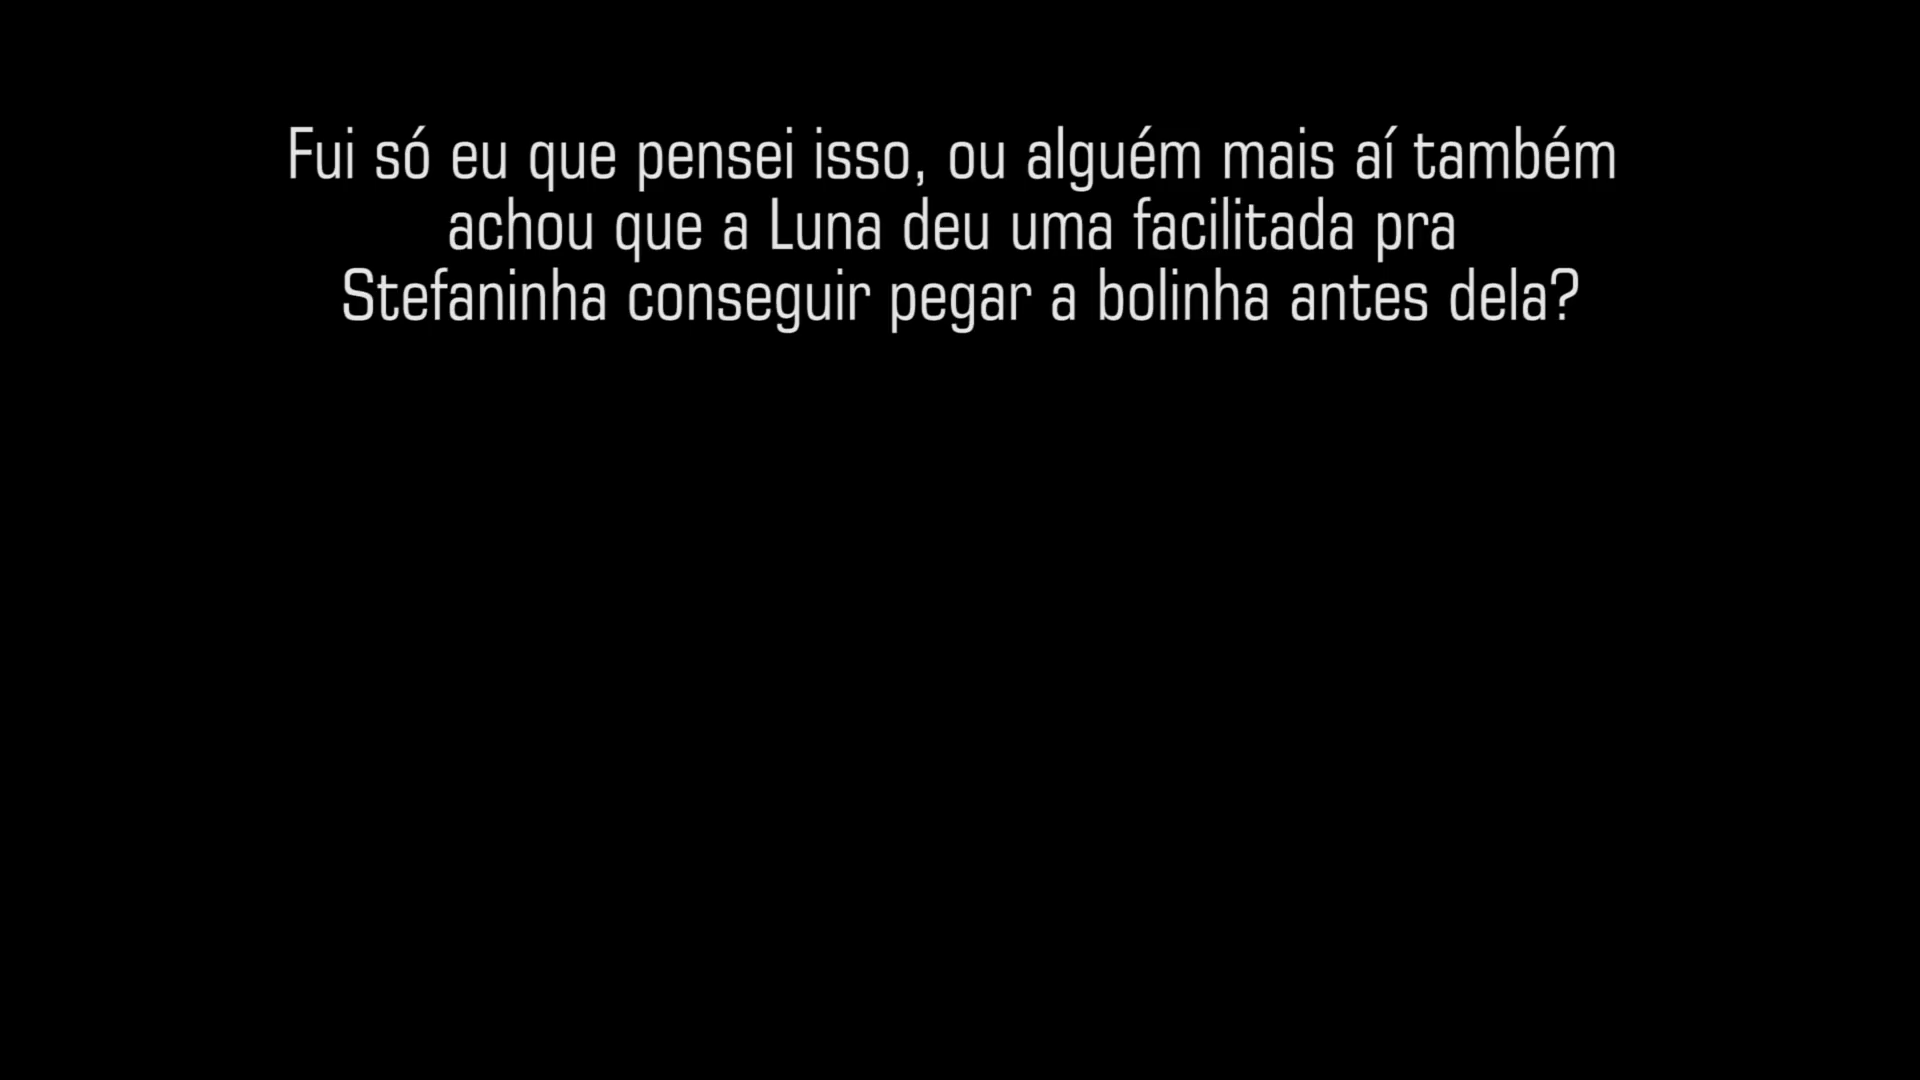 Fui só eu que pensei isso, ou alguém mais aí também
achou que a Luna deu uma facilitada pra
Stefaninha conseguir pegar a bolinha antes dela?